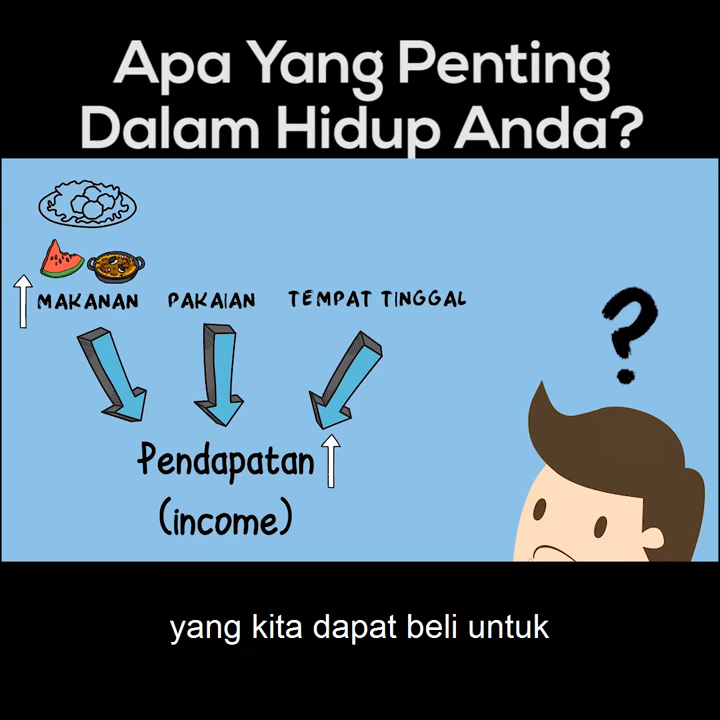 Apa Yang Penting
Dalam Hidup Anda?
MAKANAN PAKAIAN TEMPAT TINGGAL
Pendapatan
(income)
?
yang kita dapat beli untuk